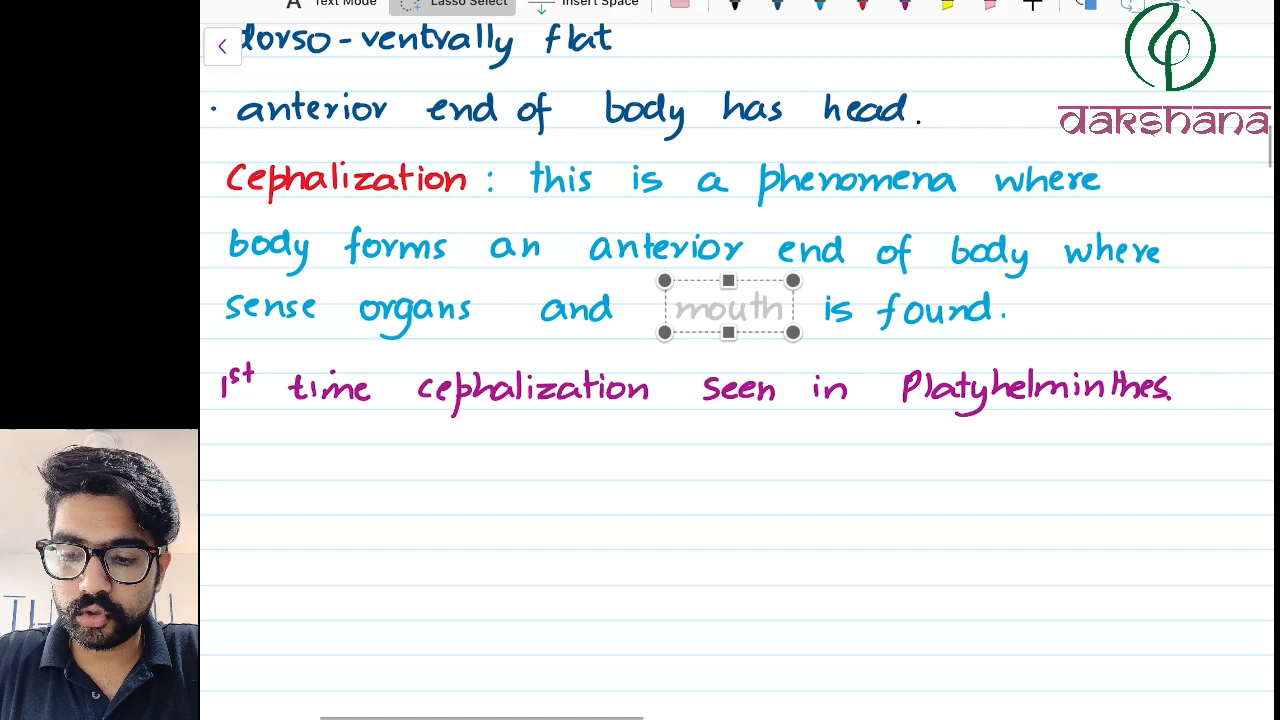 Text Mode Lasso Select Insert Space
dorso-ventrally flat
· anterior end of body has head.
dakshana
Cephalization : this is a phenomena where
body forms an anterior end of body where
sense organs and mouth is found.
1st time cephalization seen in Platyhelminthes.